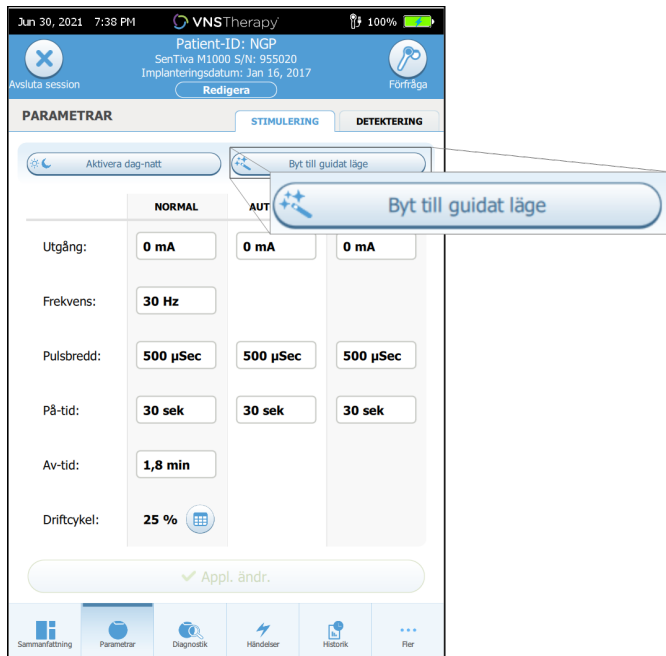 Jun 30, 2021 7:38 PM VNSTherapy 100%
Patient-ID: NGP
SenTiva M1000 S/N: 955020
Implanteringsdatum: Jan 16, 2017
Avsluta session Redigera Förfråga
PARAMETRAR STIMULERING DETEKTERING
Aktivera dag-natt Byt till guidat läge
Byt till guidat läge
NORMAL AUT
Utgång: 0 mA 0 mA 0 mA
Frekvens: 30 Hz
Pulsbredd: 500 µSec 500 µSec 500 µSec
På-tid: 30 sek 30 sek 30 sek
Av-tid: 1,8 min
Driftcykel: 25 %
Appl. ändr.
Sammanfattning Parametrar Diagnostik Händelser Historik Fler